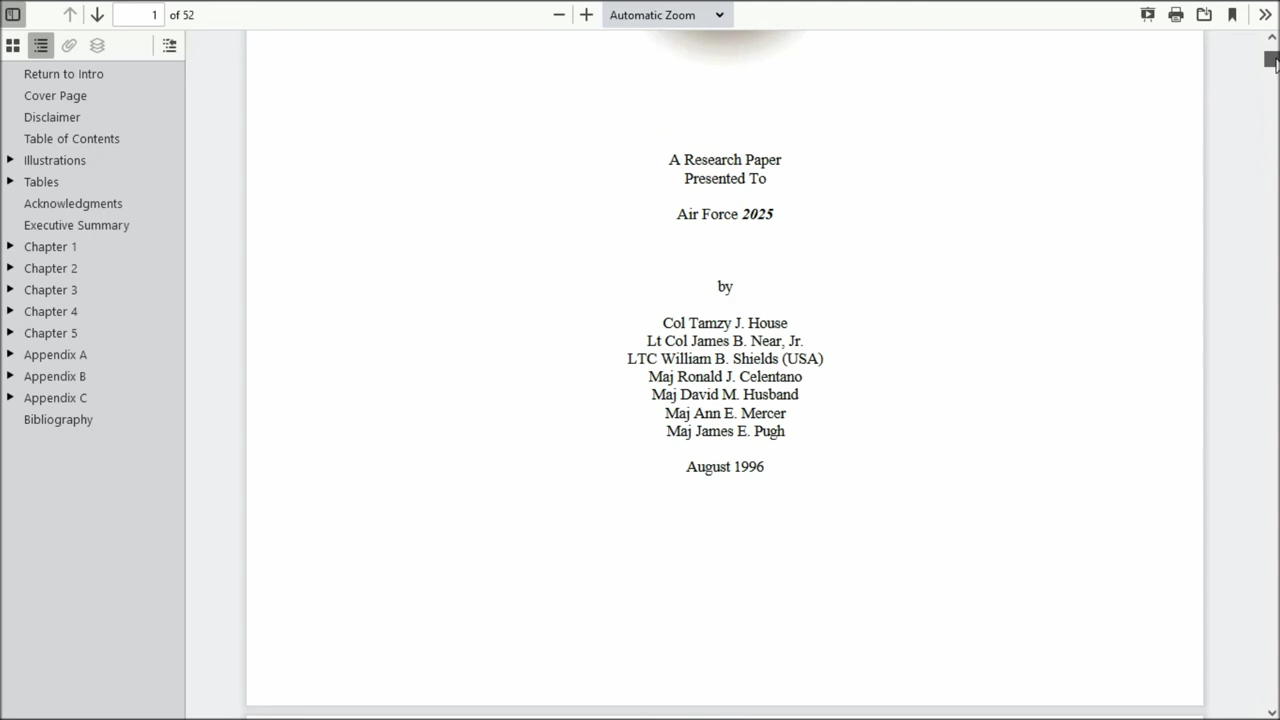 1 of 52
Automatic Zoom
Return to Intro
Cover Page
Disclaimer
Table of Contents
Illustrations
Tables
Acknowledgments
Executive Summary
Chapter 1
Chapter 2
Chapter 3
Chapter 4
Chapter 5
Appendix A
Appendix B
Appendix C
Bibliography
A Research Paper
Presented To
Air Force 2025
by
Col Tamzy J. House
Lt Col James B. Near, Jr.
LTC William B. Shields (USA)
Maj Ronald J. Celentano
Maj David M. Husband
Maj Ann E. Mercer
Maj James E. Pugh
August 1996